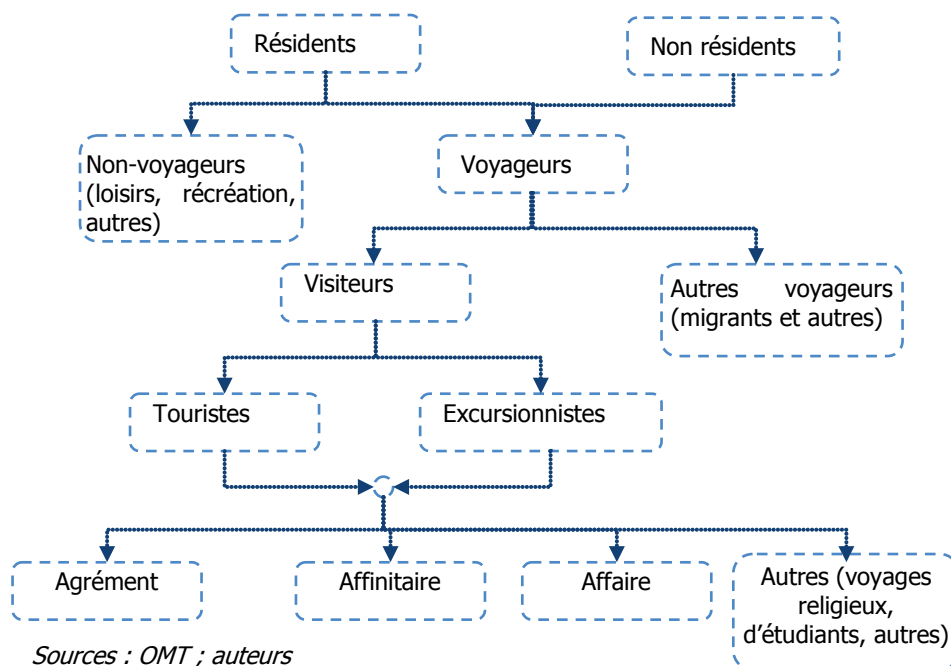 Résidents
Non résidents
Non-voyageurs
(loisirs, récréation,
autres)
Voyageurs
Visiteurs
Autres voyageurs
(migrants et autres)
Touristes
Excursionnistes
Agrément
Affinitaire
Affaire
Autres (voyages
religieux,
d'étudiants, autres)
Sources : OMT ; auteurs